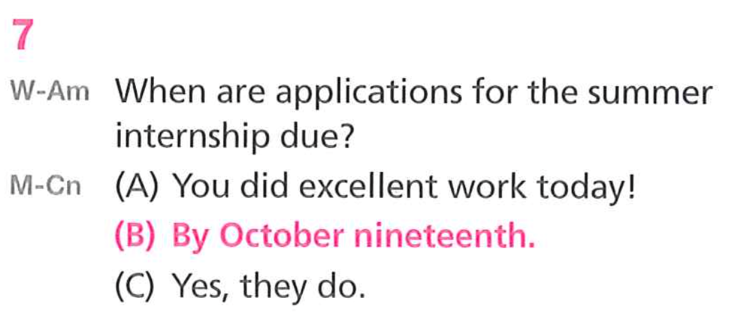 7
W-Am When are applications for the summer
internship due?
M-Cn (A) You did excellent work today!
(B) By October nineteenth.
(C) Yes, they do.